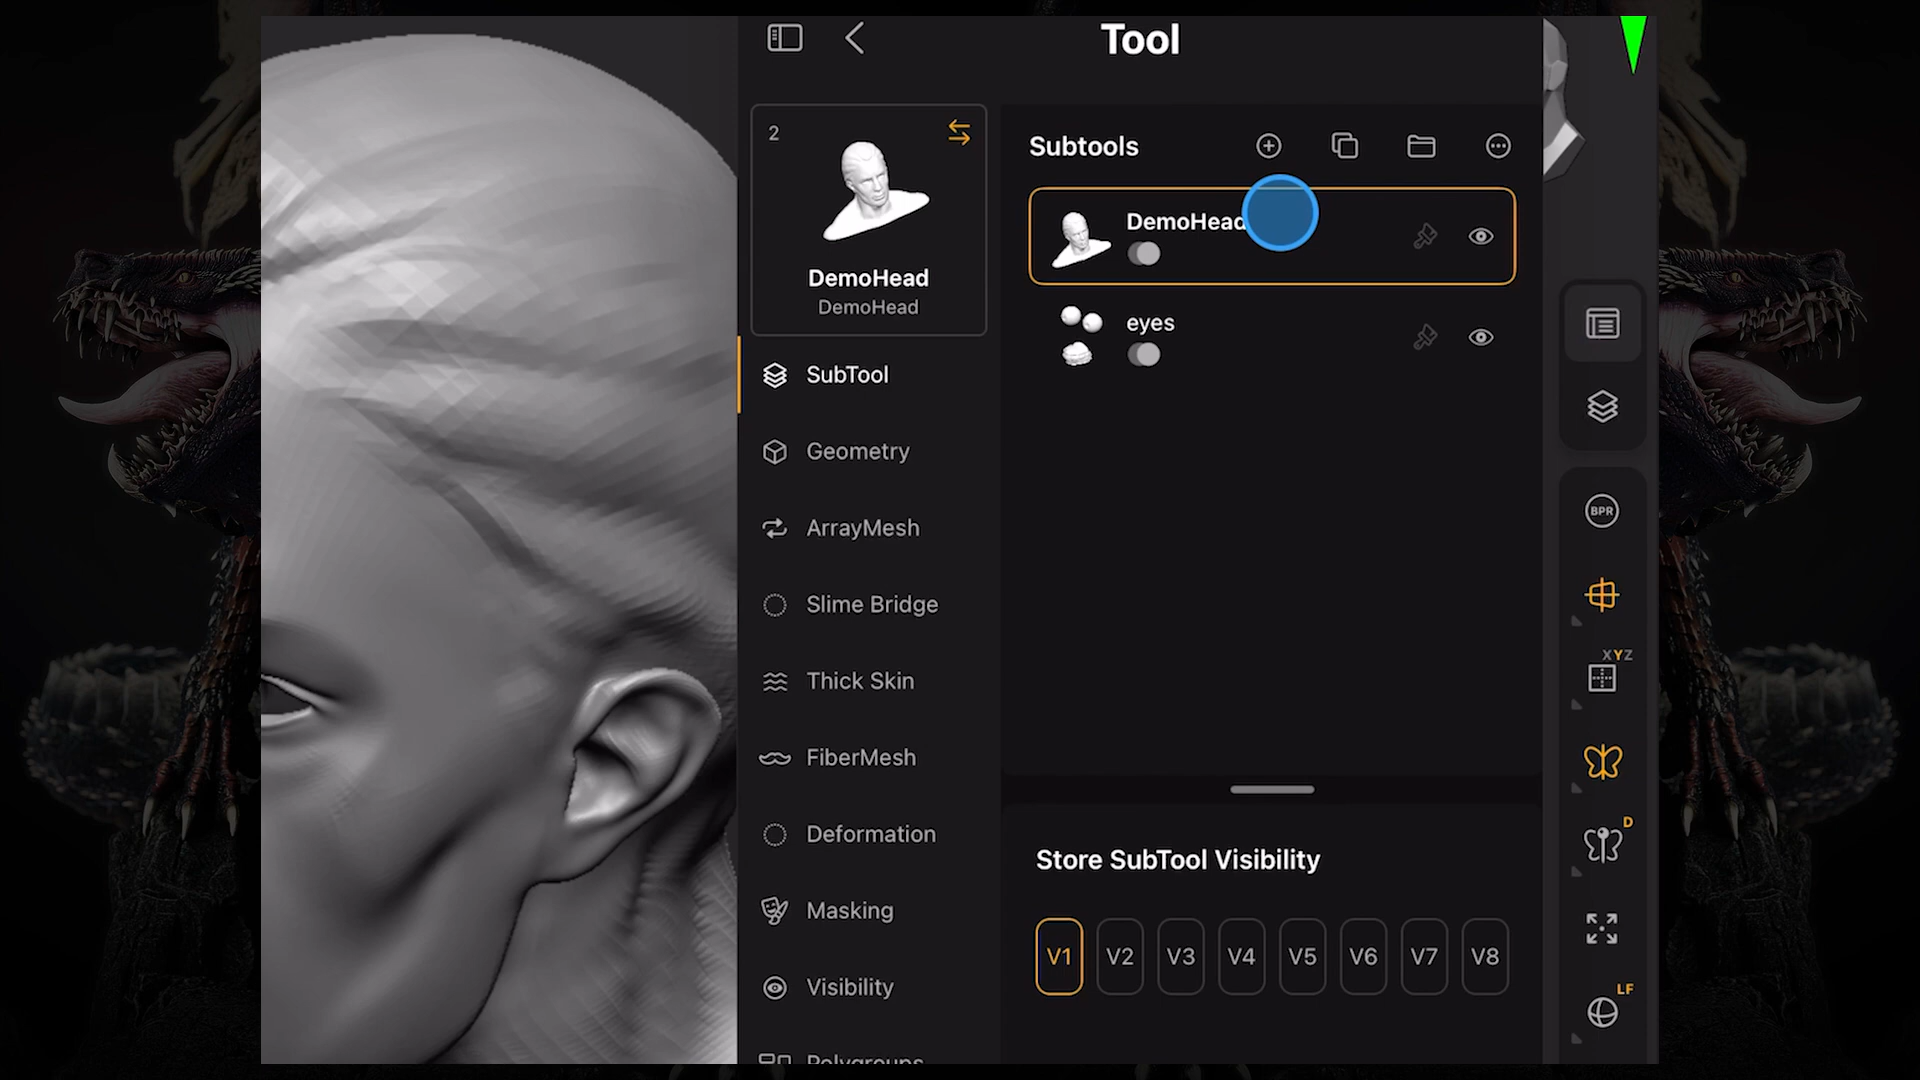 Tool
2
DemoHead
DemoHead
SubTool
Geometry
ArrayMesh
Slime Bridge
Thick Skin
FiberMesh
Deformation
Masking
Visibility
Polygroups
Subtools
DemoHead
eyes
Store SubTool Visibility
V1 V2 V3 V4 V5 V6 V7 V8
BPR
XYZ
D
LF